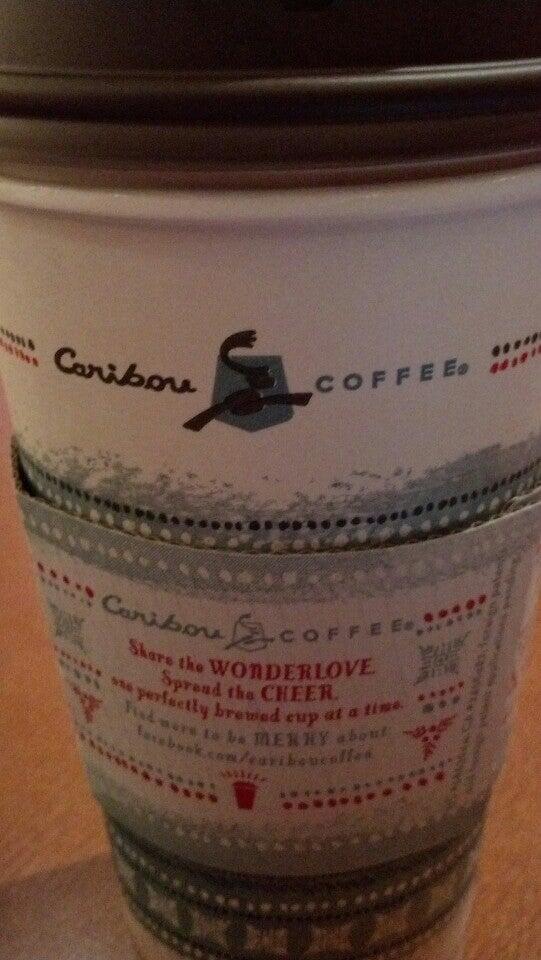 Caribou COFFEE®
Caribou COFFEE®
Share the WONDERLOVE.
Spread the CHEER,
one perfectly brewed cup at a time.
Find more to be MERRY about:
facebook.com/cariboucoffee